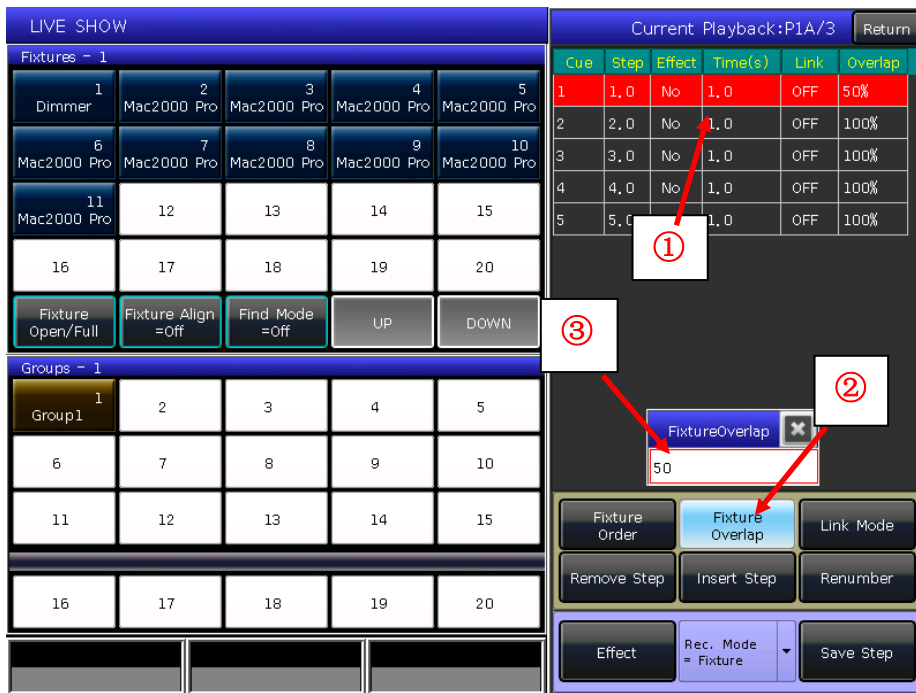 LIVE SHOW
Fixtures - 1
1 Dimmer
2 Mac2000 Pro
3 Mac2000 Pro
4 Mac2000 Pro
5 Mac2000 Pro
6 Mac2000 Pro
7 Mac2000 Pro
8 Mac2000 Pro
9 Mac2000 Pro
10 Mac2000 Pro
11 Mac2000 Pro
12
13
14
15
16
17
18
19
20
Fixture Open/Full
Fixture Align =Off
Find Mode =Off
UP
DOWN
Groups - 1
1 Group1
2
3
4
5
6
7
8
9
10
11
12
13
14
15
16
17
18
19
20
Current Playback:P1A/3
Return
Cue Step Effect Time(s) Link Overlap
1 1.0 No 1.0 OFF 50%
2 2.0 No 1.0 OFF 100%
3 3.0 No 1.0 OFF 100%
4 4.0 No 1.0 OFF 100%
5 5.0 1.0 OFF 100%
①
③
②
FixtureOverlap
50
Fixture Order
Fixture Overlap
Link Mode
Remove Step
Insert Step
Renumber
Effect
Rec. Mode = Fixture
Save Step